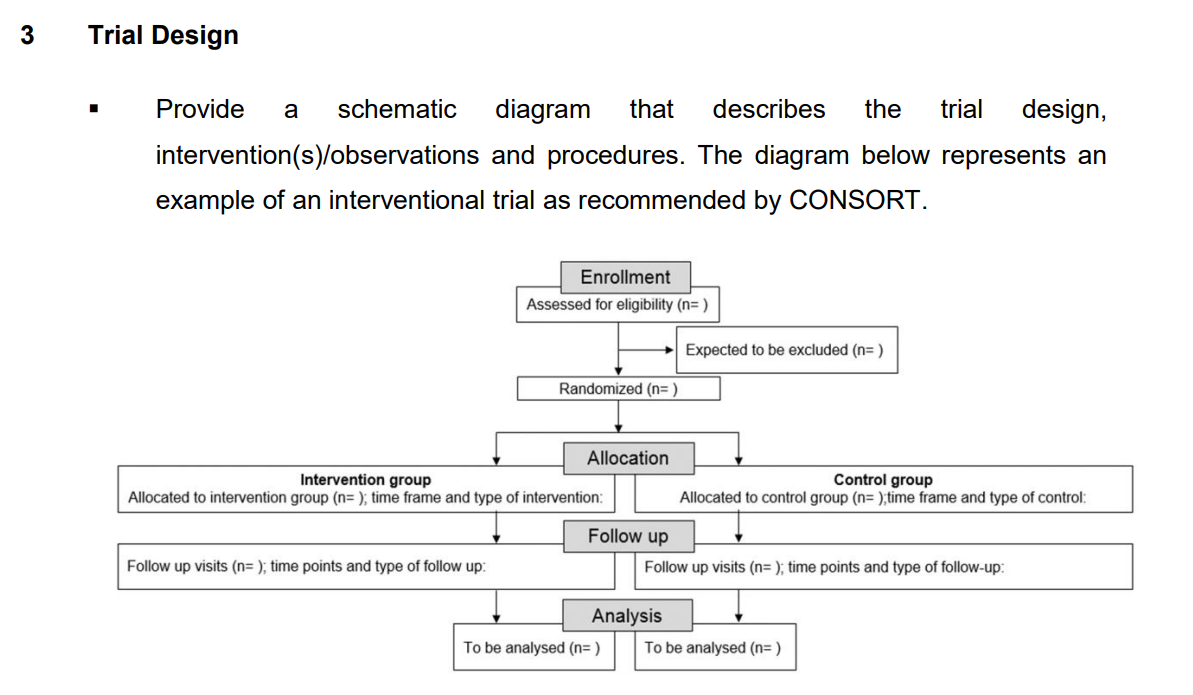 3 Trial Design
▪ Provide a schematic diagram that describes the trial design,
intervention(s)/observations and procedures. The diagram below represents an
example of an interventional trial as recommended by CONSORT.
Enrollment
Assessed for eligibility (n= )
Expected to be excluded (n= )
Randomized (n= )
Allocation
Intervention group
Allocated to intervention group (n= ); time frame and type of intervention:
Control group
Allocated to control group (n= );time frame and type of control:
Follow up
Follow up visits (n= ); time points and type of follow up:
Follow up visits (n= ); time points and type of follow-up:
Analysis
To be analysed (n= )
To be analysed (n= )